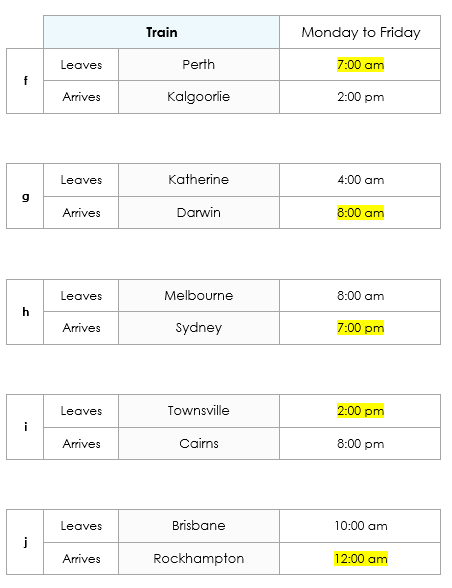 Train Monday to Friday
f Leaves Perth 7:00 am
Arrives Kalgoorlie 2:00 pm
g Leaves Katherine 4:00 am
Arrives Darwin 8:00 am
h Leaves Melbourne 8:00 am
Arrives Sydney 7:00 pm
i Leaves Townsville 2:00 pm
Arrives Cairns 8:00 pm
j Leaves Brisbane 10:00 am
Arrives Rockhampton 12:00 am